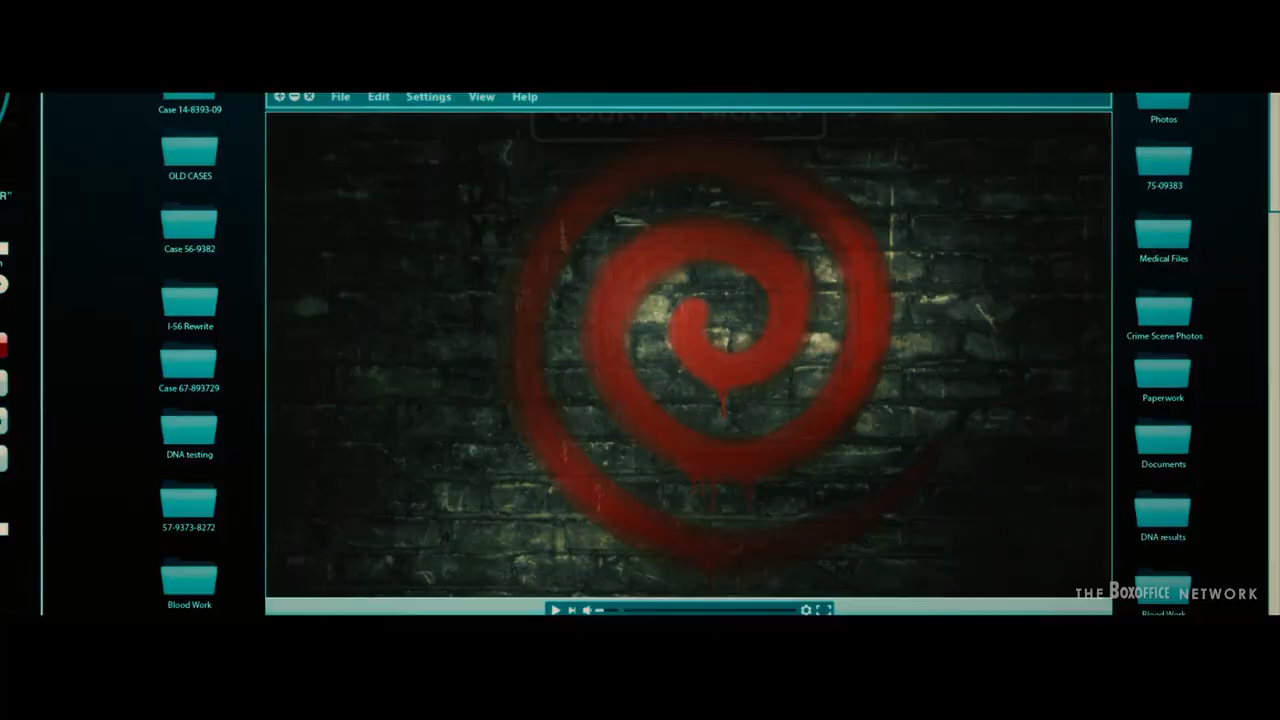 File Edit Settings View Help
Case 14-8393-09
OLD CASES
Case 56-9382
I-56 Rewrite
Case 67-893729
DNA testing
57-9373-8272
Blood Work
Photos
75-09383
Medical Files
Crime Scene Photos
Paperwork
Documents
DNA results
Blood Work
THE BOXOFFICE NETWORK
R"